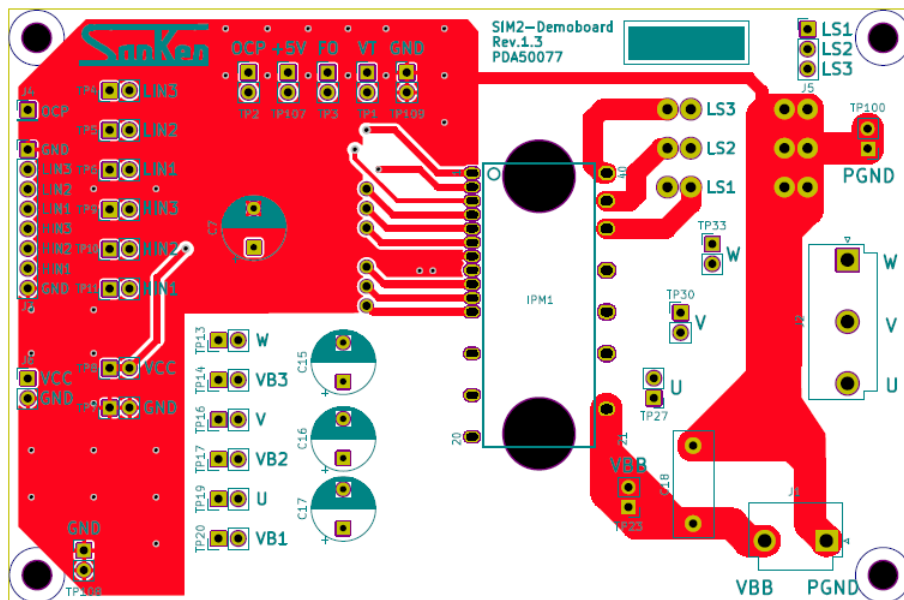 SanKen
SIM2-Demoboard
Rev.1.3
PDA50077
LS1
LS2
LS3
J5
OCP +5V FO VT GND
TP2 TP107 TP3 TP1 TP109
J4
OCP
TP4 LIN3
TP5 LIN2
TP6 LIN1
TP9 HIN3
TP10 HIN2
TP11 HIN1
GND
LIN3
LIN2
LIN1
HIN3
HIN2
HIN1
GND
J3
C7
1
40
20
21
IPM1
LS3
LS2
LS1
TP100
PGND
TP33
W
TP30
V
U
TP27
J2
W
V
U
TP8 VCC
TP7 GND
VCC
GND
TP13 W
TP14 VB3
TP16 V
TP17 VB2
TP19 U
TP20 VB1
C15
C16
C17
VBB
TP23
C18
J1
VBB PGND
GND
TP108